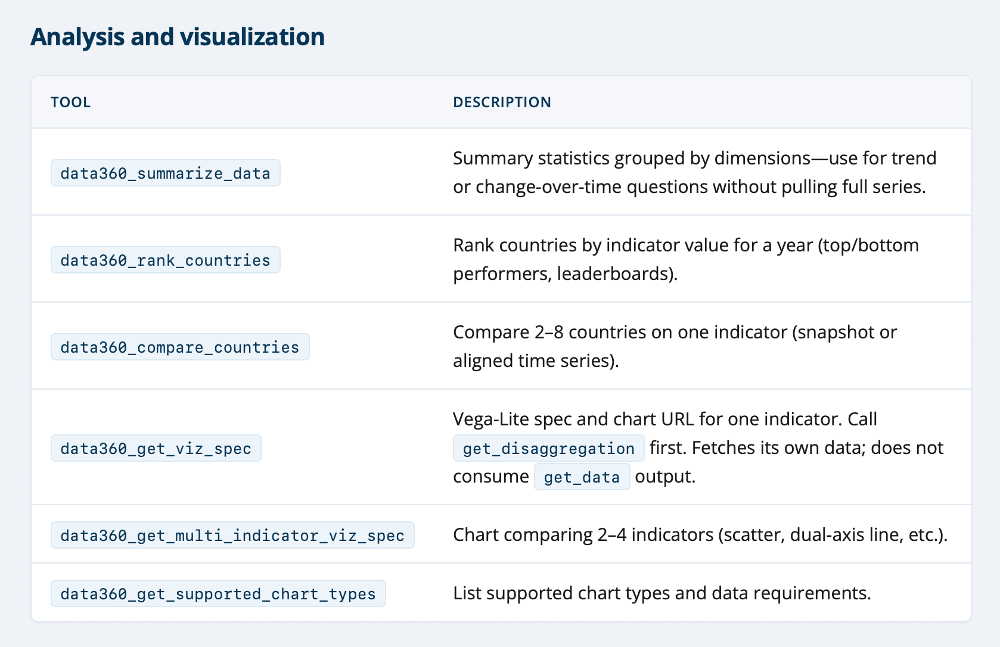 Analysis and visualization
TOOL
DESCRIPTION
data360_summarize_data
Summary statistics grouped by dimensions—use for trend
or change-over-time questions without pulling full series.
data360_rank_countries
Rank countries by indicator value for a year (top/bottom
performers, leaderboards).
data360_compare_countries
Compare 2–8 countries on one indicator (snapshot or
aligned time series).
data360_get_viz_spec
Vega-Lite spec and chart URL for one indicator. Call
get_disaggregation first. Fetches its own data; does not
consume get_data output.
data360_get_multi_indicator_viz_spec
Chart comparing 2–4 indicators (scatter, dual-axis line, etc.).
data360_get_supported_chart_types
List supported chart types and data requirements.